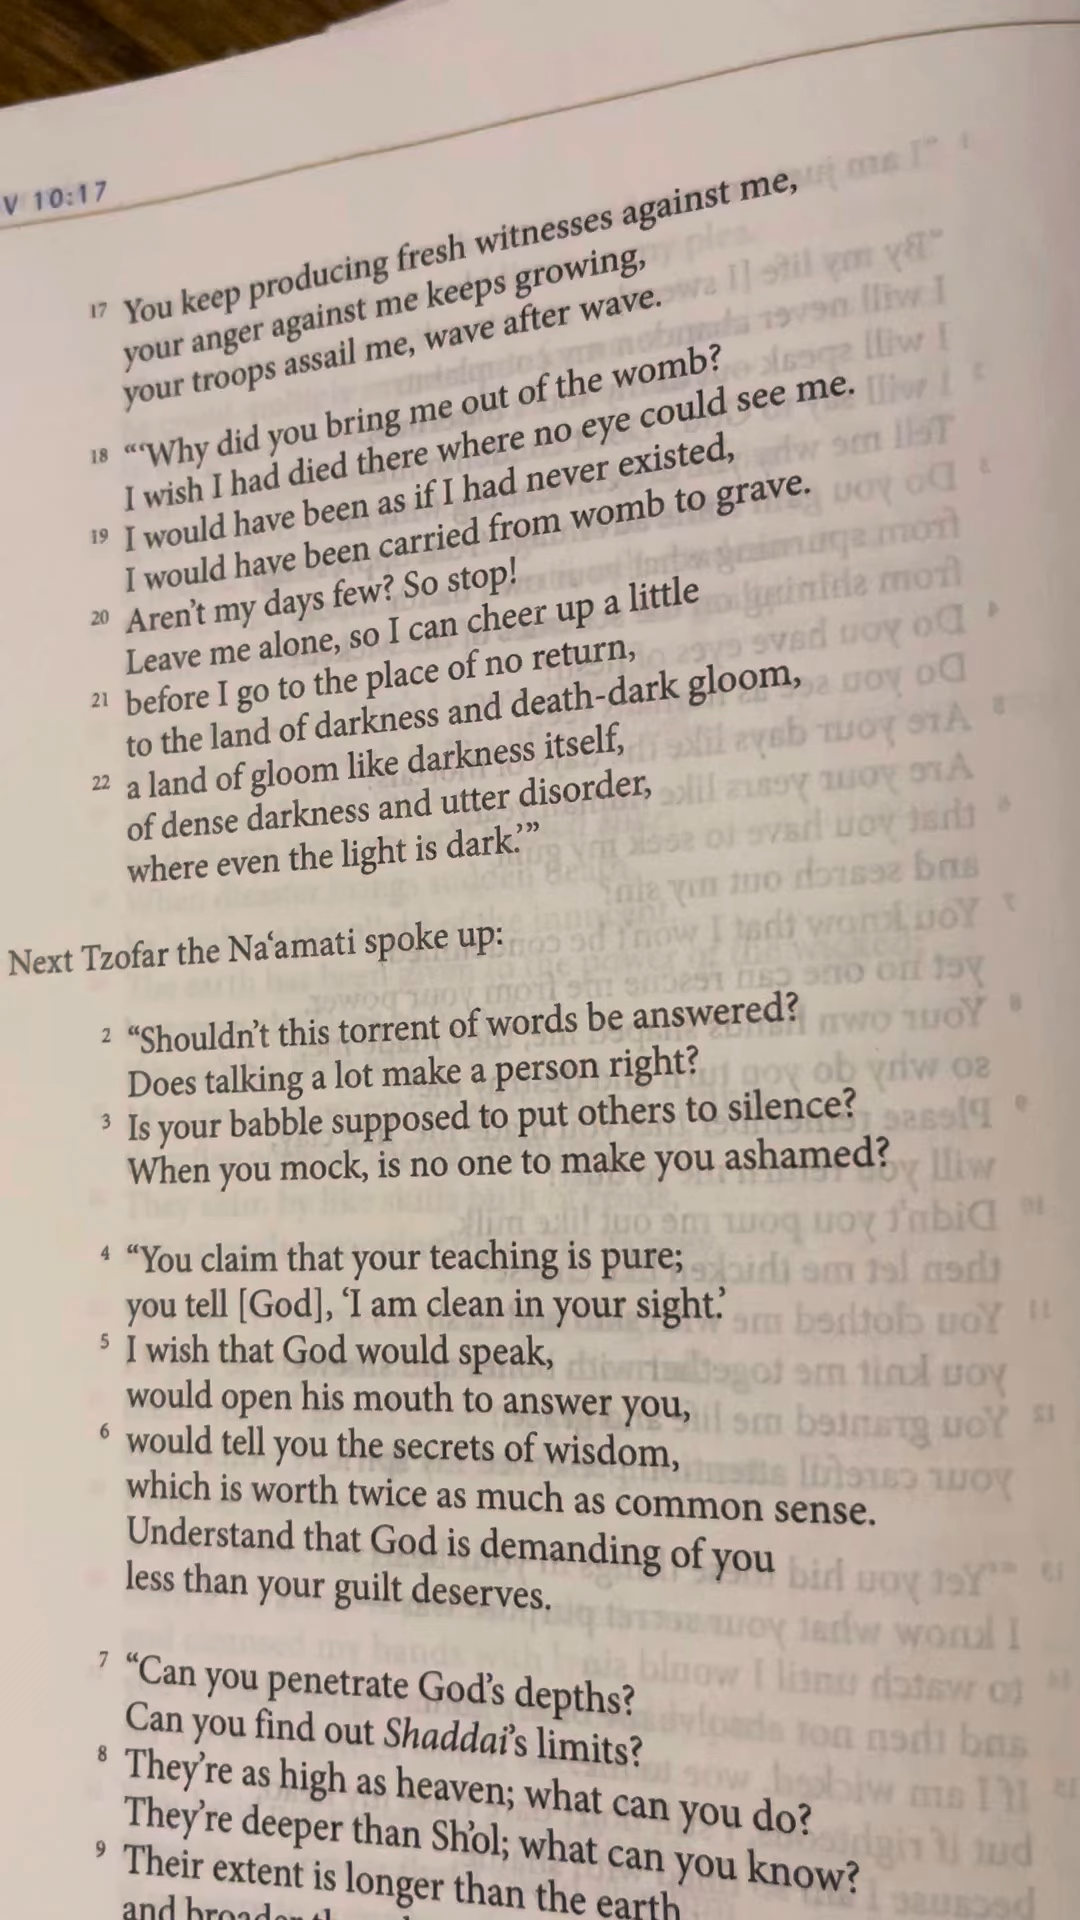 V 10:17
17 You keep producing fresh witnesses against me,
your anger against me keeps growing,
your troops assail me, wave after wave.
18 “‘Why did you bring me out of the womb?
I wish I had died there where no eye could see me.
19 I would have been as if I had never existed,
I would have been carried from womb to grave.
20 Aren’t my days few? So stop!
Leave me alone, so I can cheer up a little
21 before I go to the place of no return,
to the land of darkness and death-dark gloom,
22 a land of gloom like darkness itself,
of dense darkness and utter disorder,
where even the light is dark.’”
Next Tzofar the Na‘amati spoke up:
2 “Shouldn’t this torrent of words be answered?
Does talking a lot make a person right?
3 Is your babble supposed to put others to silence?
When you mock, is no one to make you ashamed?
4 “You claim that your teaching is pure;
you tell [God], ‘I am clean in your sight.’
5 I wish that God would speak,
would open his mouth to answer you,
6 would tell you the secrets of wisdom,
which is worth twice as much as common sense.
Understand that God is demanding of you
less than your guilt deserves.
7 “Can you penetrate God’s depths?
Can you find out Shaddai’s limits?
8 They’re as high as heaven; what can you do?
They’re deeper than Sh’ol; what can you know?
9 Their extent is longer than the earth
and